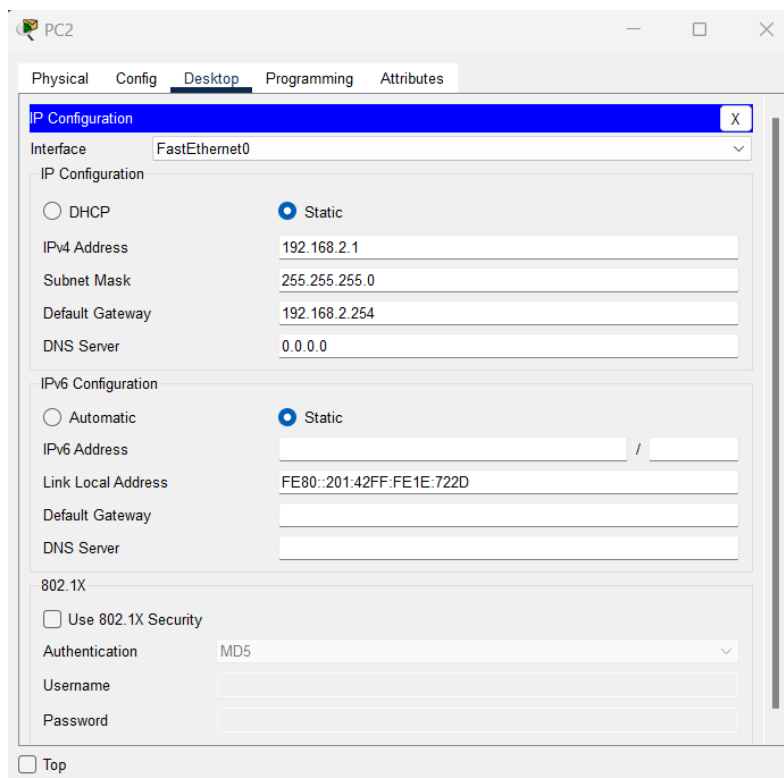 PC2
Physical Config Desktop Programming Attributes
IP Configuration X
Interface FastEthernet0
IP Configuration
DHCP Static
IPv4 Address 192.168.2.1
Subnet Mask 255.255.255.0
Default Gateway 192.168.2.254
DNS Server 0.0.0.0
IPv6 Configuration
Automatic Static
IPv6 Address /
Link Local Address FE80::201:42FF:FE1E:722D
Default Gateway
DNS Server
802.1X
Use 802.1X Security
Authentication MD5
Username
Password
Top